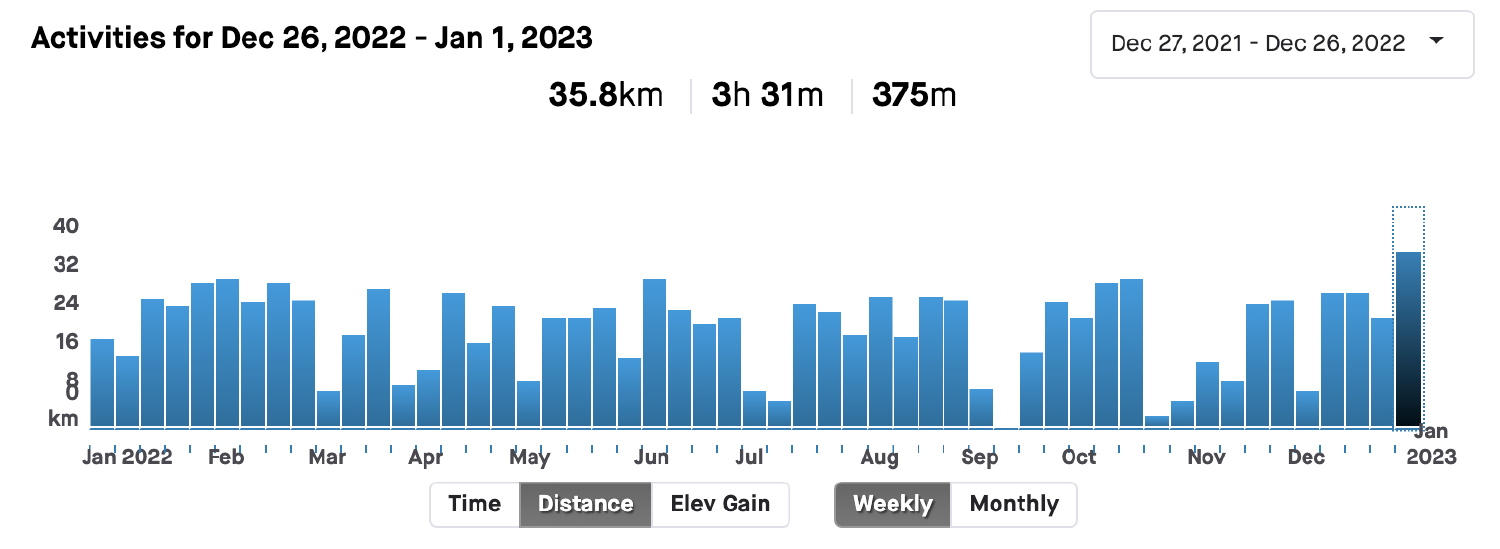 Activities for Dec 26, 2022 - Jan 1, 2023
Dec 27, 2021 - Dec 26, 2022
35.8km 3h 31m 375m
40
32
24
16
8
0
km
Jan 2022 Feb Mar Apr May Jun Jul Aug Sep Oct Nov Dec Jan 2023
Time Distance Elev Gain Weekly Monthly